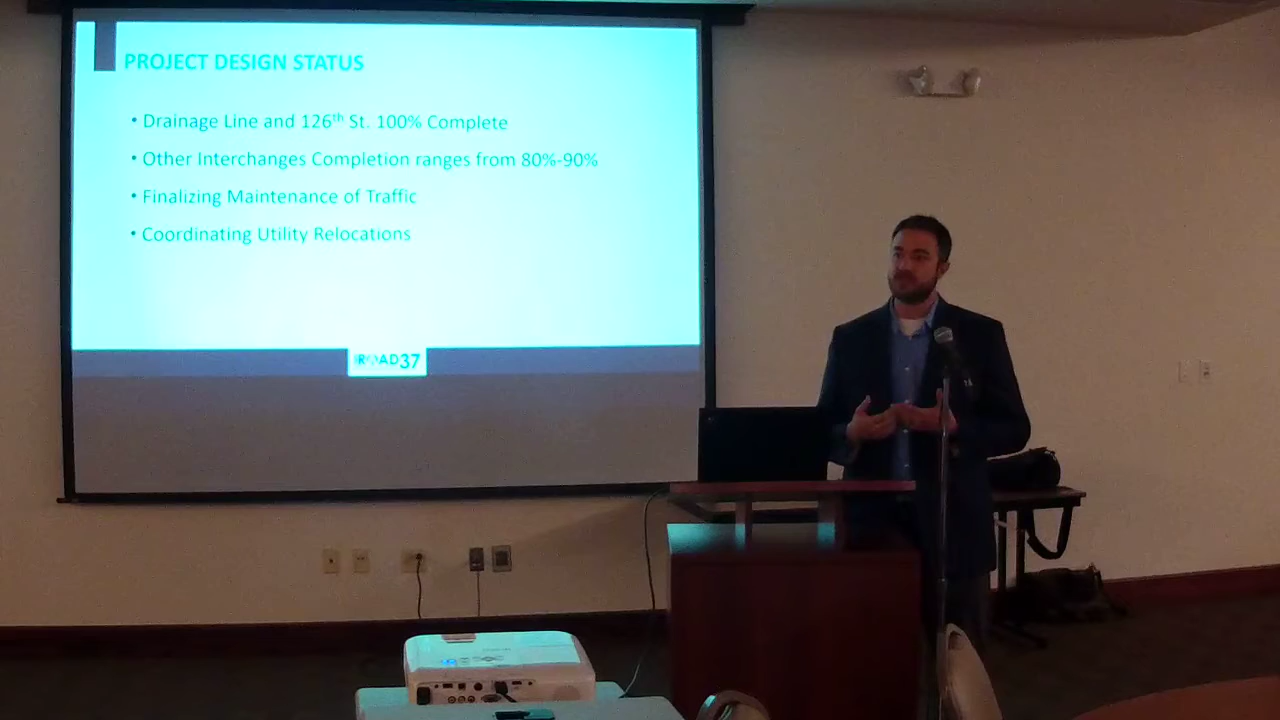 PROJECT DESIGN STATUS
• Drainage Line and 126th St. 100% Complete
• Other Interchanges Completion ranges from 80%-90%
• Finalizing Maintenance of Traffic
• Coordinating Utility Relocations
ROAD37